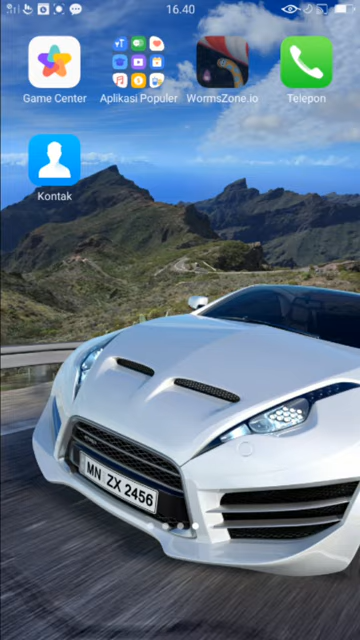 16.40
Game Center
Aplikasi Populer
WormsZone.io
Telepon
Kontak
MN ZX 2456